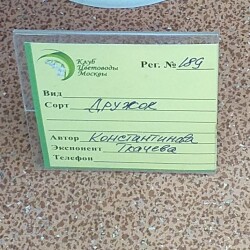 Клуб
Цветоводы
Москвы
Рег. № 189
Вид
Сорт Дружок
Автор Константинова
Экспонент Ткачева
Телефон